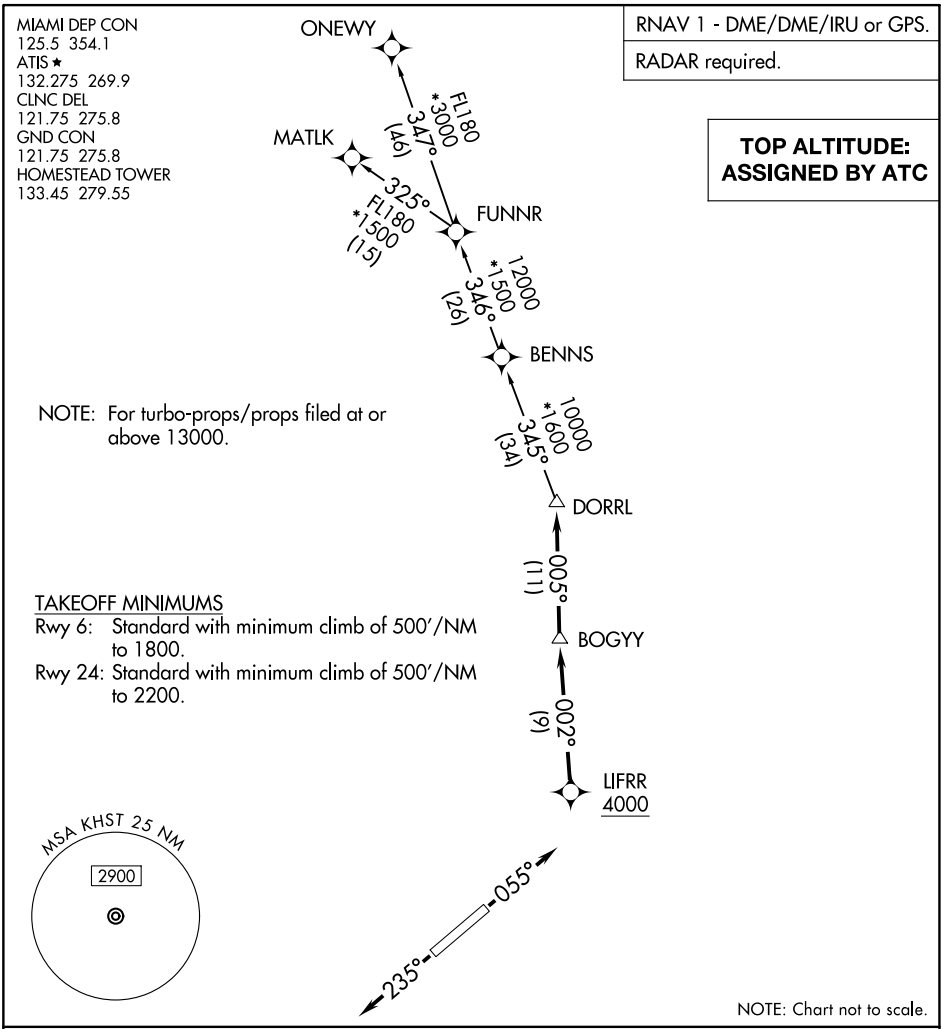 MIAMI DEP CON
125.5 354.1
ATIS ★
132.275 269.9
CLNC DEL
121.75 275.8
GND CON
121.75 275.8
HOMESTEAD TOWER
133.45 279.55
RNAV 1 - DME/DME/IRU or GPS.
RADAR required.
TOP ALTITUDE:
ASSIGNED BY ATC
ONEWY
FL180
*3000
347°
(46)
MATLK
325°
FL180
*1500
(15)
FUNNR
12000
*1500
346°
(26)
BENNS
NOTE: For turbo-props/props filed at or
above 13000.
10000
*1600
345°
(34)
DORRL
005°
(11)
TAKEOFF MINIMUMS
Rwy 6: Standard with minimum climb of 500'/NM
to 1800.
Rwy 24: Standard with minimum climb of 500'/NM
to 2200.
BOGYY
002°
(9)
LIFRR
4000
MSA KHST 25 NM
2900
055°
235°
NOTE: Chart not to scale.